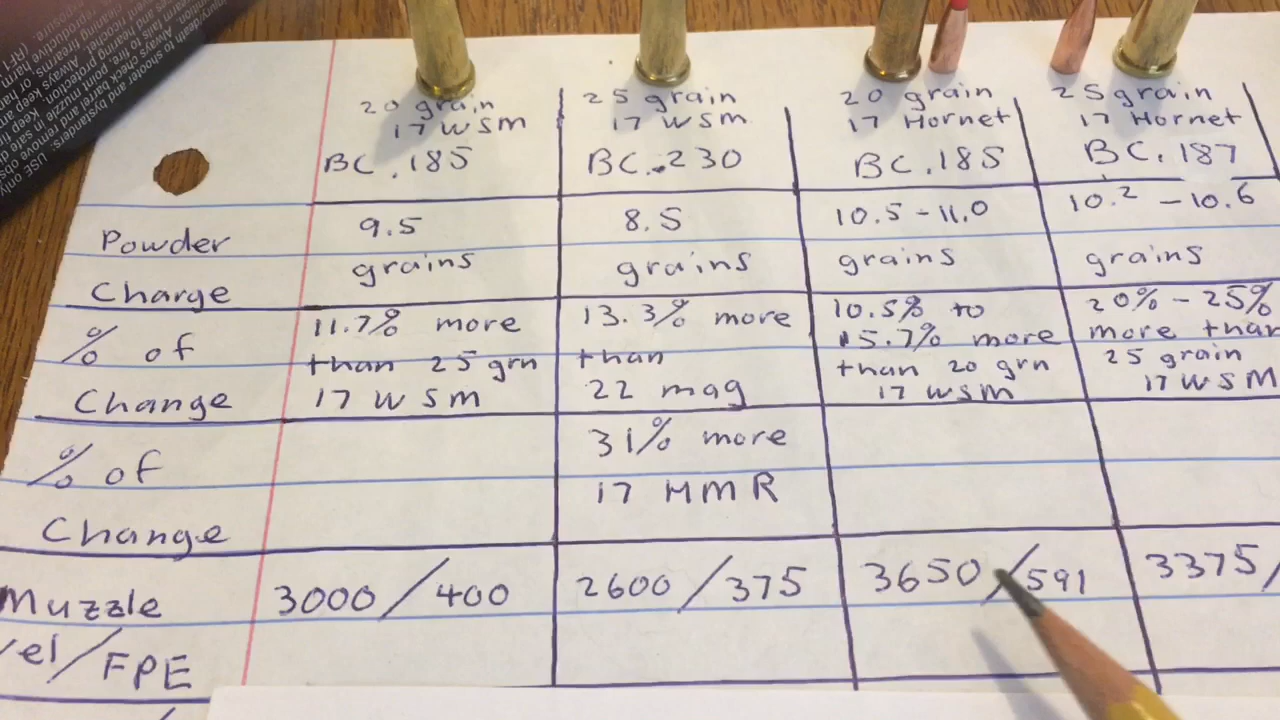 20 grain
17 WSM
BC .185
25 grain
17 WSM
BC. .230
20 grain
17 Hornet
BC .185
25 grain
17 Hornet
BC. 187
Powder
Charge
9.5
grains
8.5
grains
10.5 - 11.0
grains
10.2 - 10.6
grains
% of
Change
11.7% more
than 25 grn
17 WSM
13.3% more
than
22 mag
10.5% to
15.7% more
than 20 grn
17 WSM
20% - 25%
more than
25 grain
17 WSM
% of
Change
31% more
17 HMR
Muzzle
vel/FPE
3000/400
2600/375
3650/591
3375/